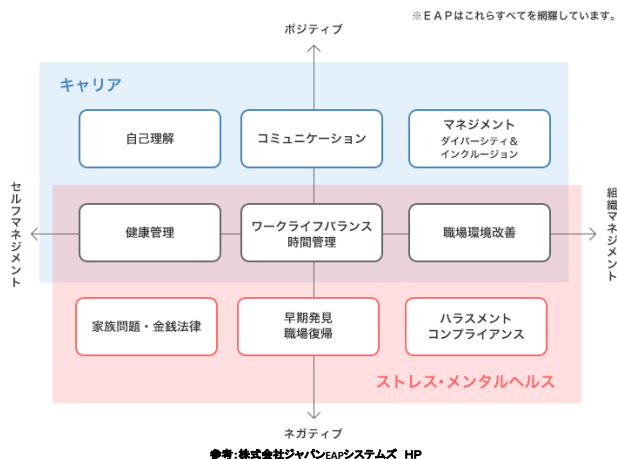 ※ＥＡＰはこれらすべてを網羅しています。
ポジティブ
キャリア
自己理解
コミュニケーション
マネジメント
ダイバーシティ＆
インクルージョン
セルフマネジメント
健康管理
ワークライフバランス
時間管理
職場環境改善
組織マネジメント
家族問題・金銭法律
早期発見
職場復帰
ハラスメント
コンプライアンス
ストレス・メンタルヘルス
ネガティブ
参考：株式会社ジャパンEAPシステムズ　HP